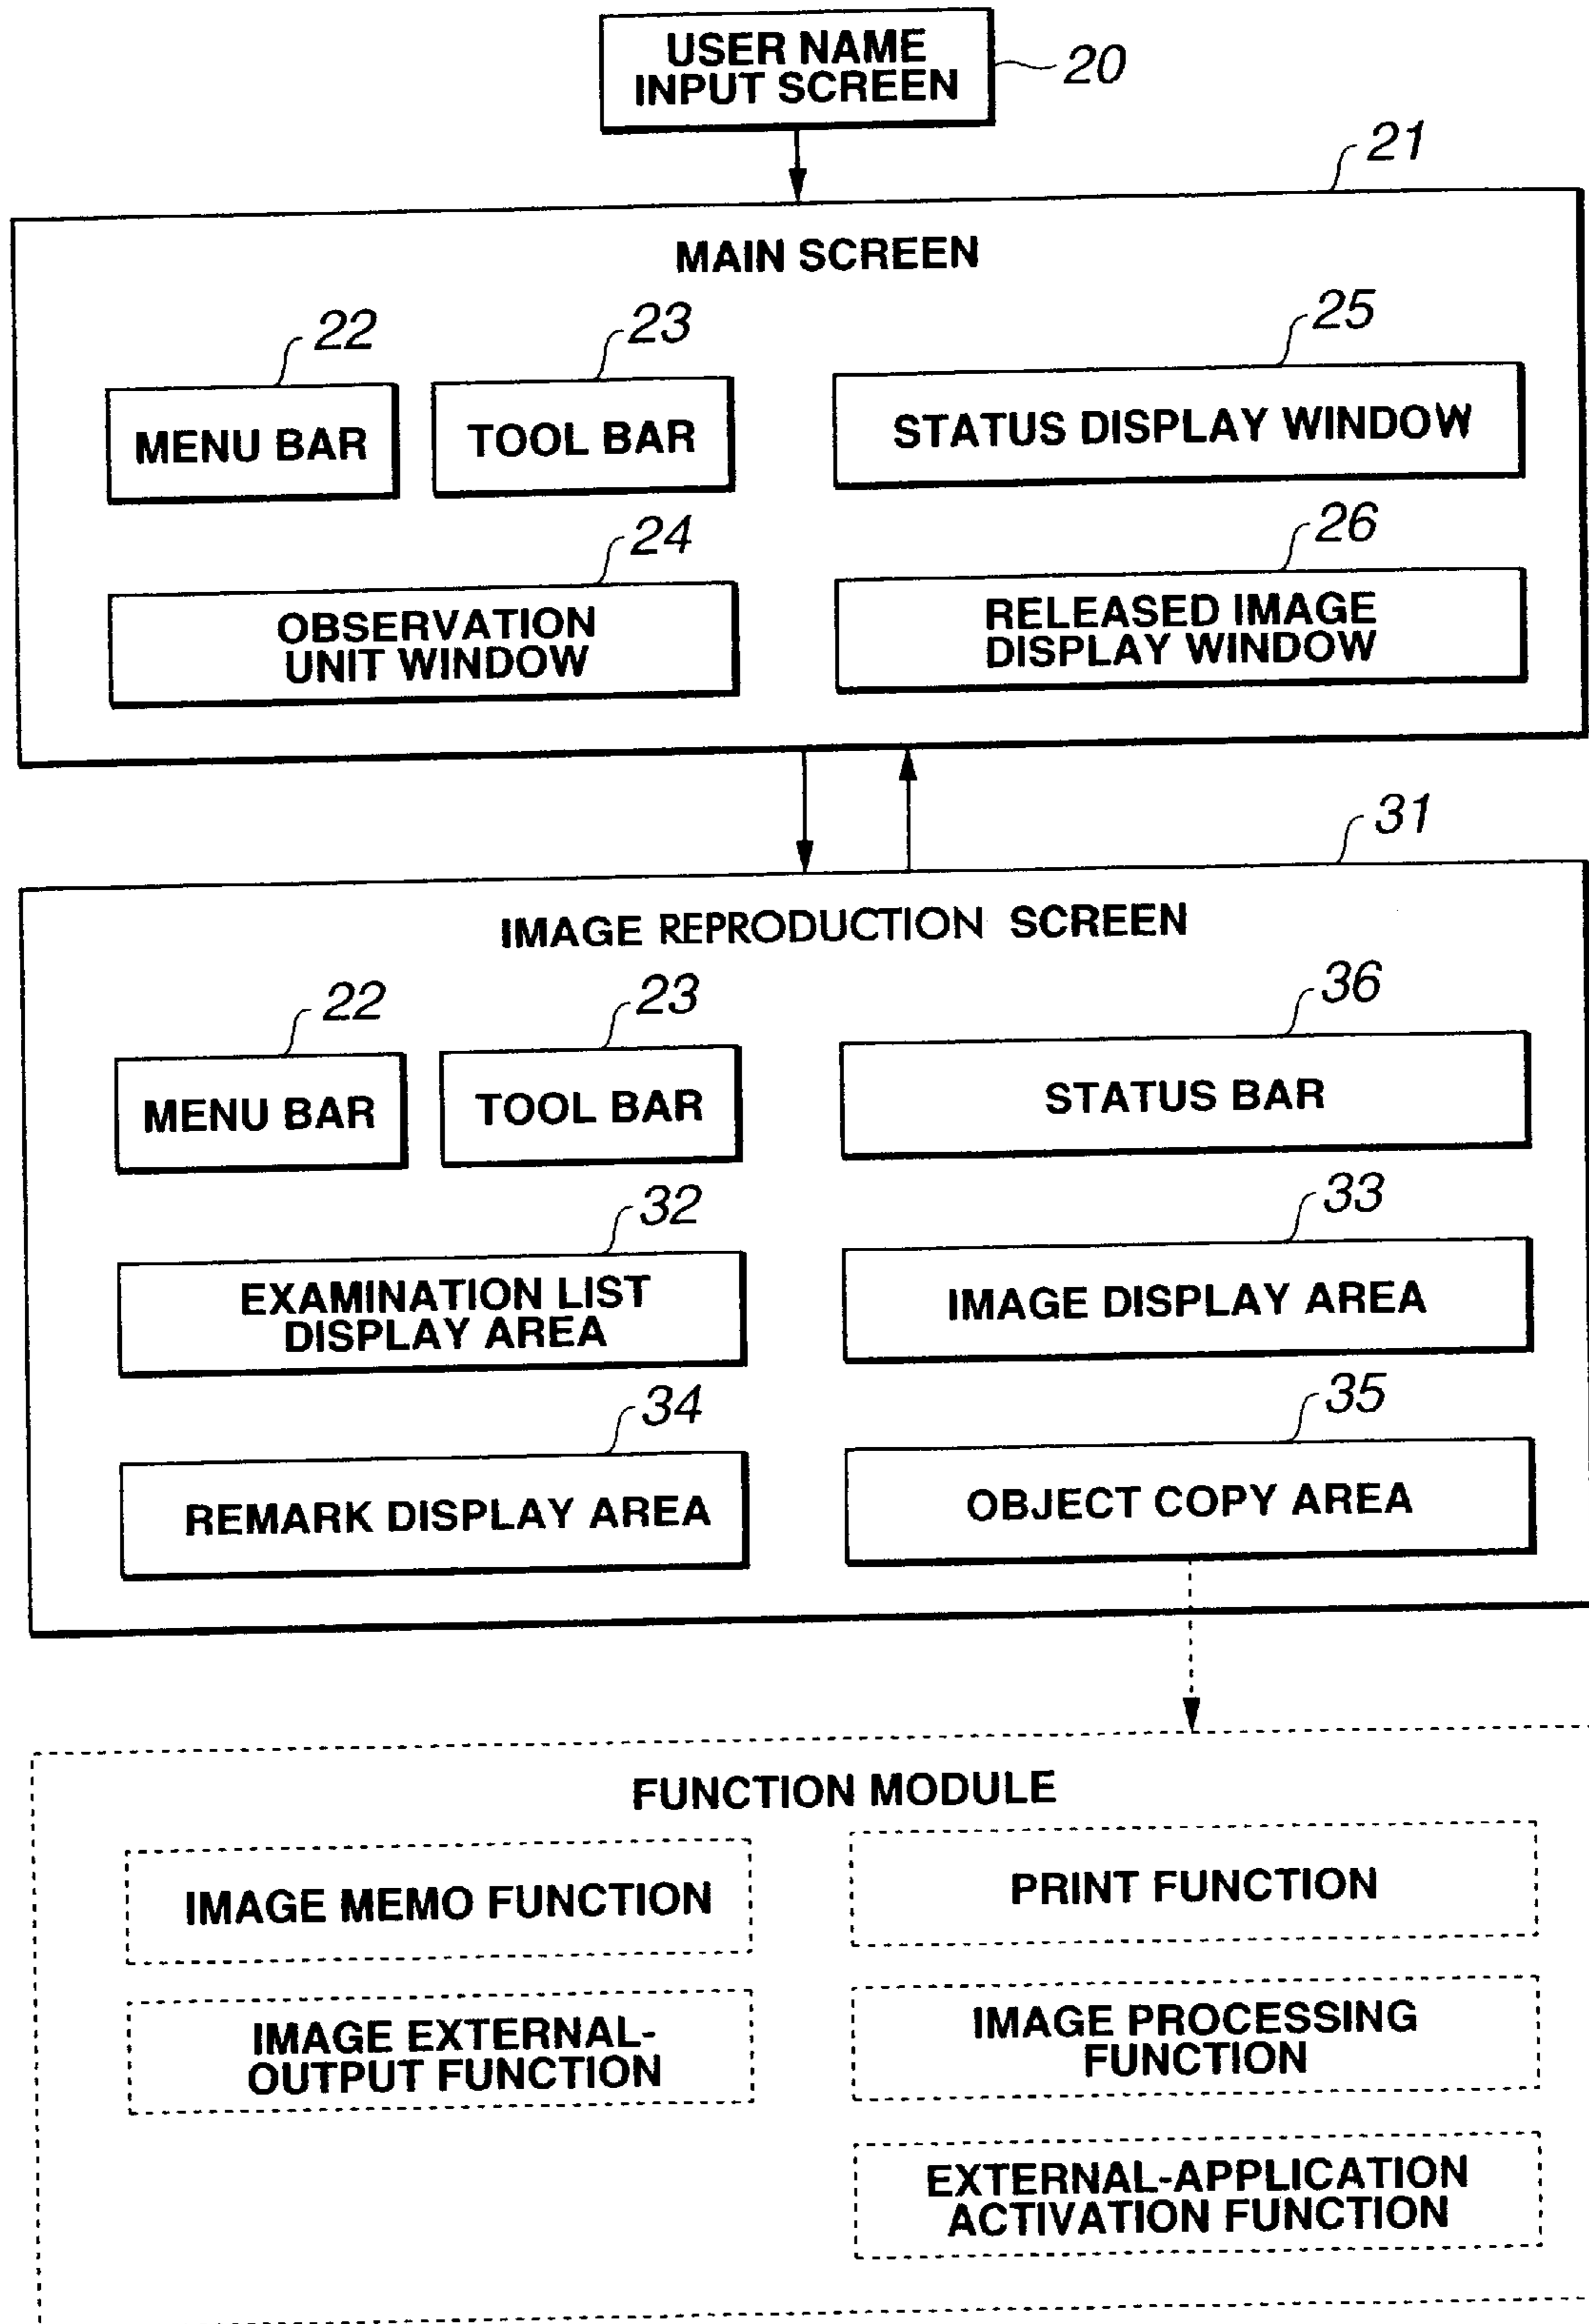 USER NAME
INPUT SCREEN
20
21
MAIN SCREEN
22
23
25
MENU BAR
TOOL BAR
STATUS DISPLAY WINDOW
24
26
OBSERVATION
UNIT WINDOW
RELEASED IMAGE
DISPLAY WINDOW
31
IMAGE REPRODUCTION SCREEN
22
23
36
MENU BAR
TOOL BAR
STATUS BAR
32
33
EXAMINATION LIST
DISPLAY AREA
IMAGE DISPLAY AREA
34
35
REMARK DISPLAY AREA
OBJECT COPY AREA
FUNCTION MODULE
IMAGE MEMO FUNCTION
PRINT FUNCTION
IMAGE EXTERNAL-
OUTPUT FUNCTION
IMAGE PROCESSING
FUNCTION
EXTERNAL-APPLICATION
ACTIVATION FUNCTION